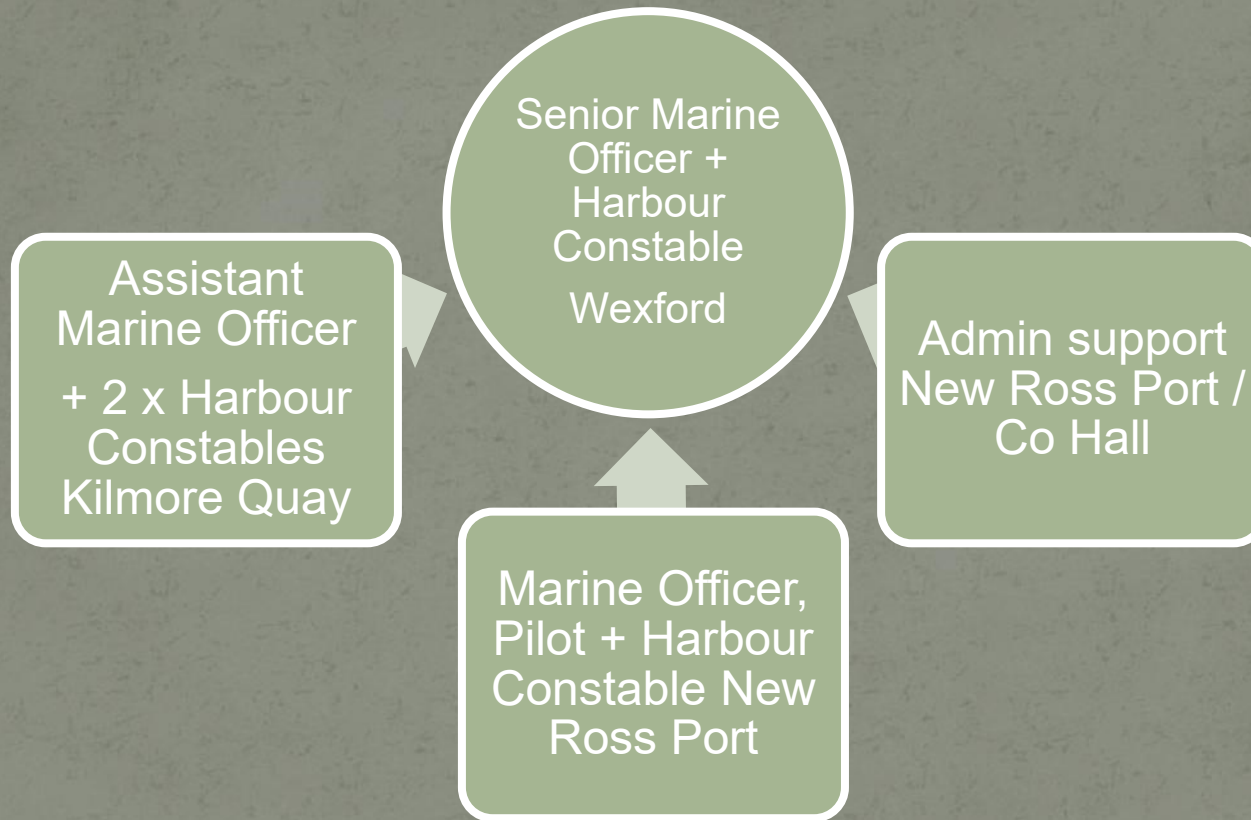 Senior Marine
Officer +
Harbour
Constable
Wexford
Assistant
Marine Officer
+ 2 x Harbour
Constables
Kilmore Quay
Admin support
New Ross Port /
Co Hall
Marine Officer,
Pilot + Harbour
Constable New
Ross Port